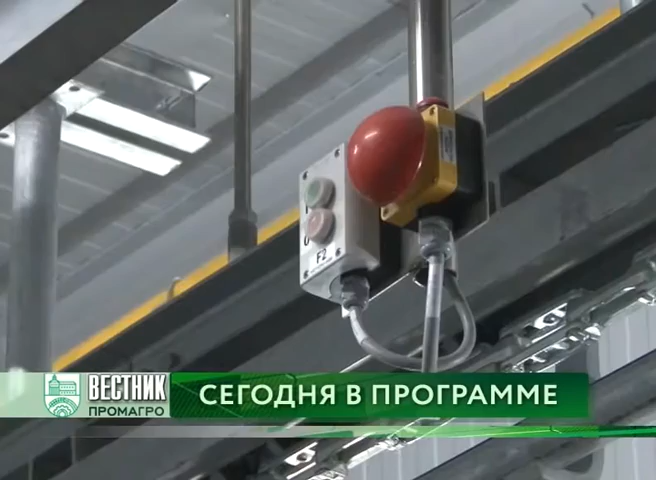 I
O
F2
ВЕСТНИК
ПРОМАГРО
СЕГОДНЯ В ПРОГРАММЕ